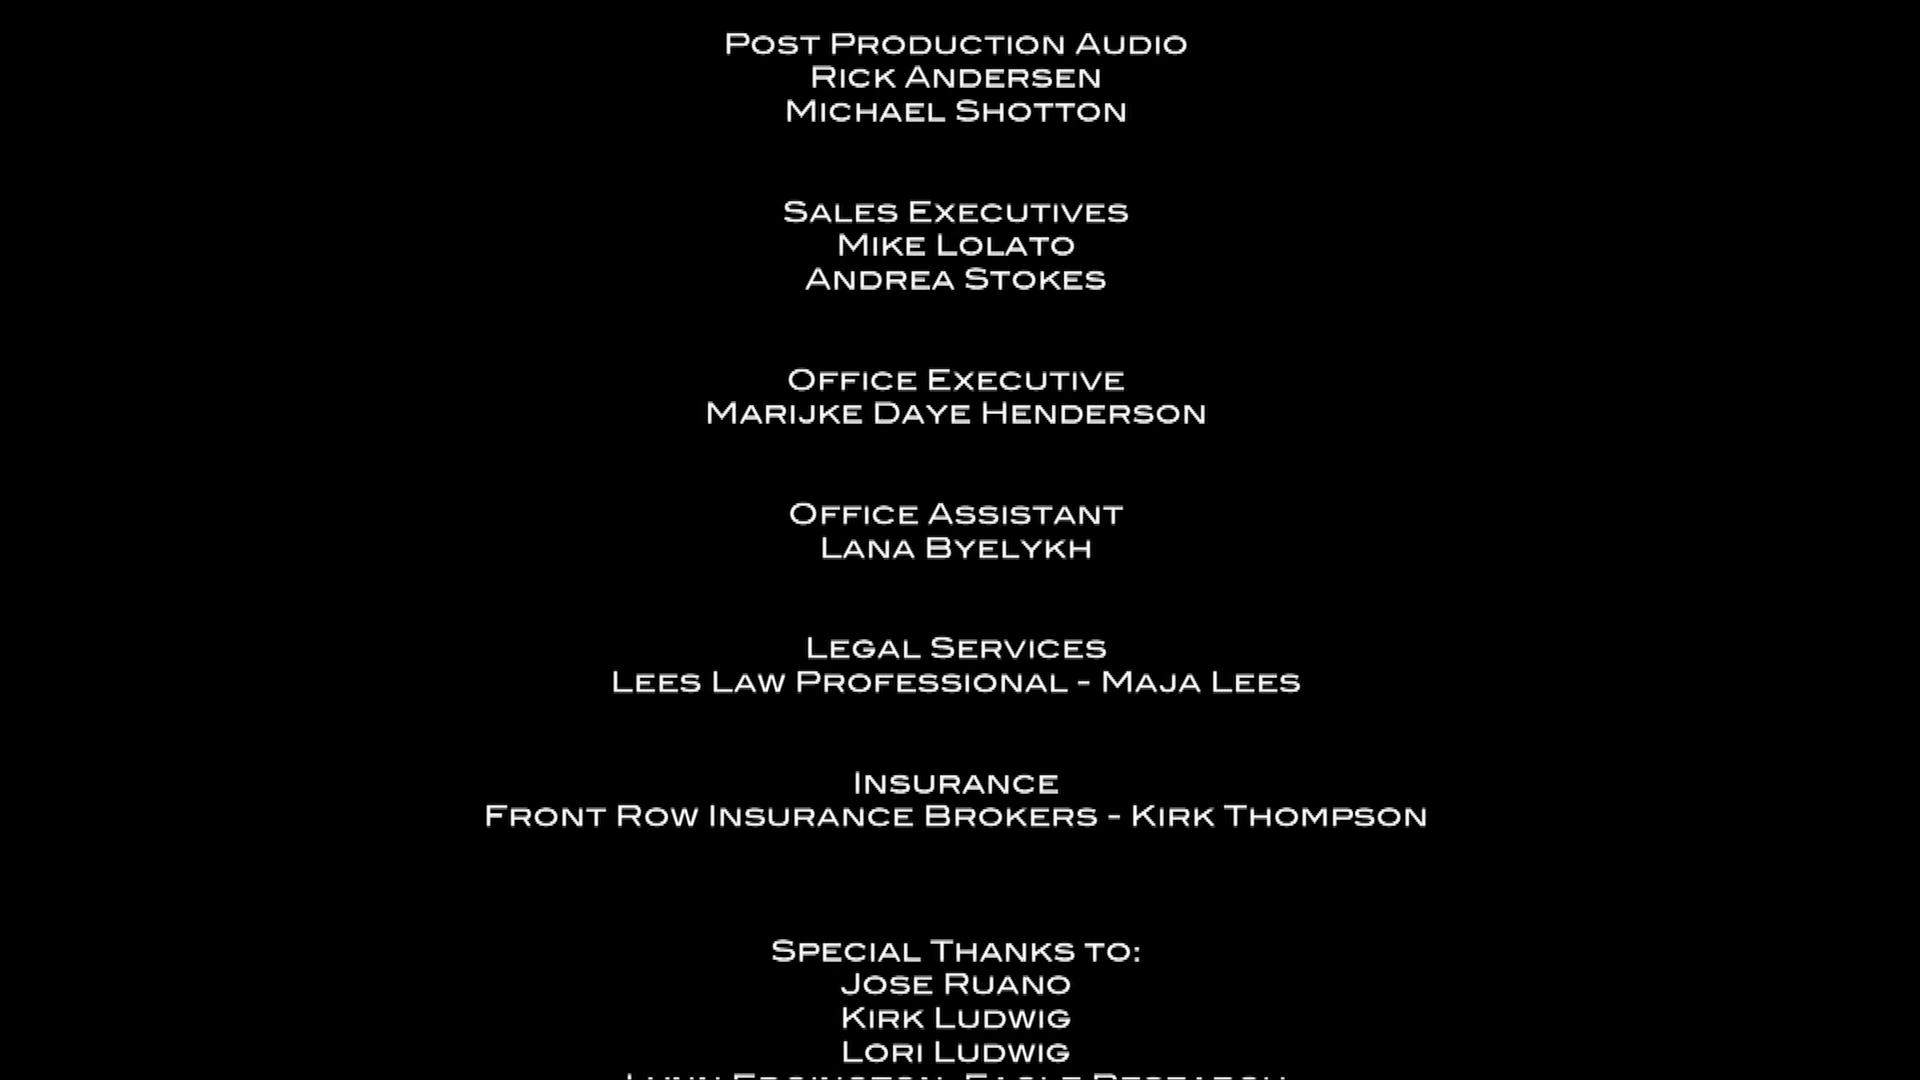 Post Production Audio
Rick Andersen
Michael Shotton
Sales Executives
Mike Lolato
Andrea Stokes
Office Executive
Marijke Daye Henderson
Office Assistant
Lana Byelykh
Legal Services
Lees Law Professional - Maja Lees
Insurance
Front Row Insurance Brokers - Kirk Thompson
Special Thanks to:
Jose Ruano
Kirk Ludwig
Lori Ludwig